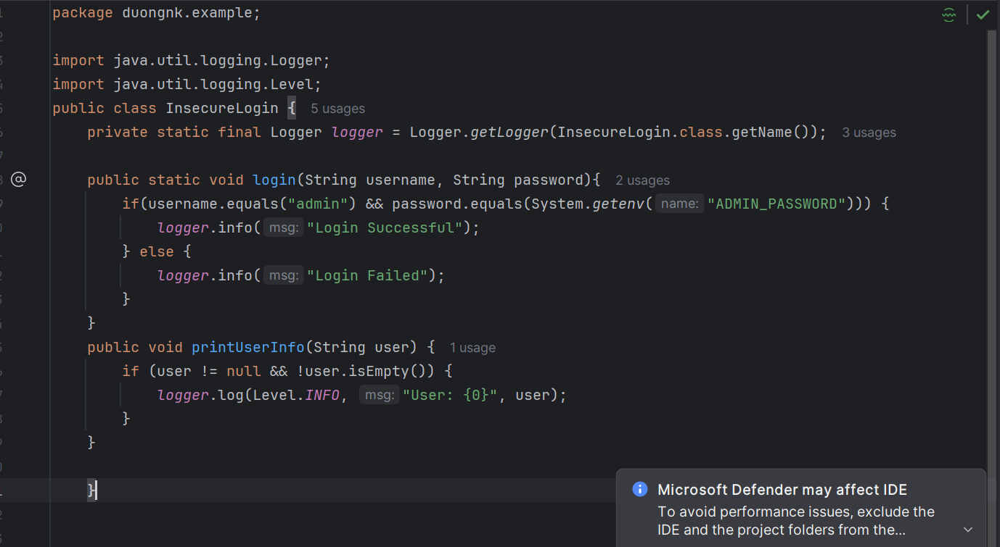 package duongnk.example;
import java.util.logging.Logger;
import java.util.logging.Level;
public class InsecureLogin { 5 usages
private static final Logger logger = Logger.getLogger(InsecureLogin.class.getName()); 3 usages
public static void login(String username, String password){ 2 usages
if(username.equals("admin") && password.equals(System.getenv( name: "ADMIN_PASSWORD"))) {
logger.info( msg: "Login Successful");
} else {
logger.info( msg: "Login Failed");
}
}
public void printUserInfo(String user) { 1 usage
if (user != null && !user.isEmpty()) {
logger.log(Level.INFO, msg: "User: {0}", user);
}
}
}
Microsoft Defender may affect IDE
To avoid performance issues, exclude the
IDE and the project folders from the...